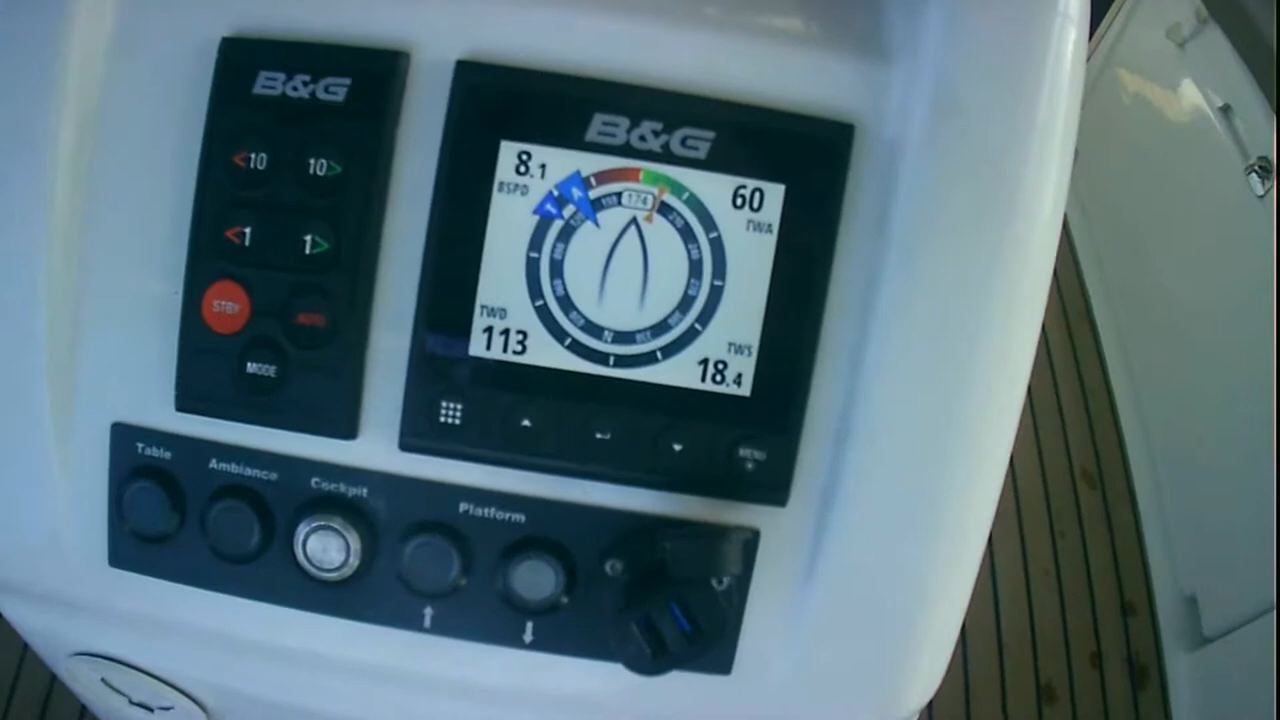 B&G
<10 10>
<1 1>
STBY AUTO
MODE
B&G
8.1
BSPD
60
TWA
174
TWD
113
TWS
18.4
N
MENU
Table
Ambiance
Cockpit
Platform